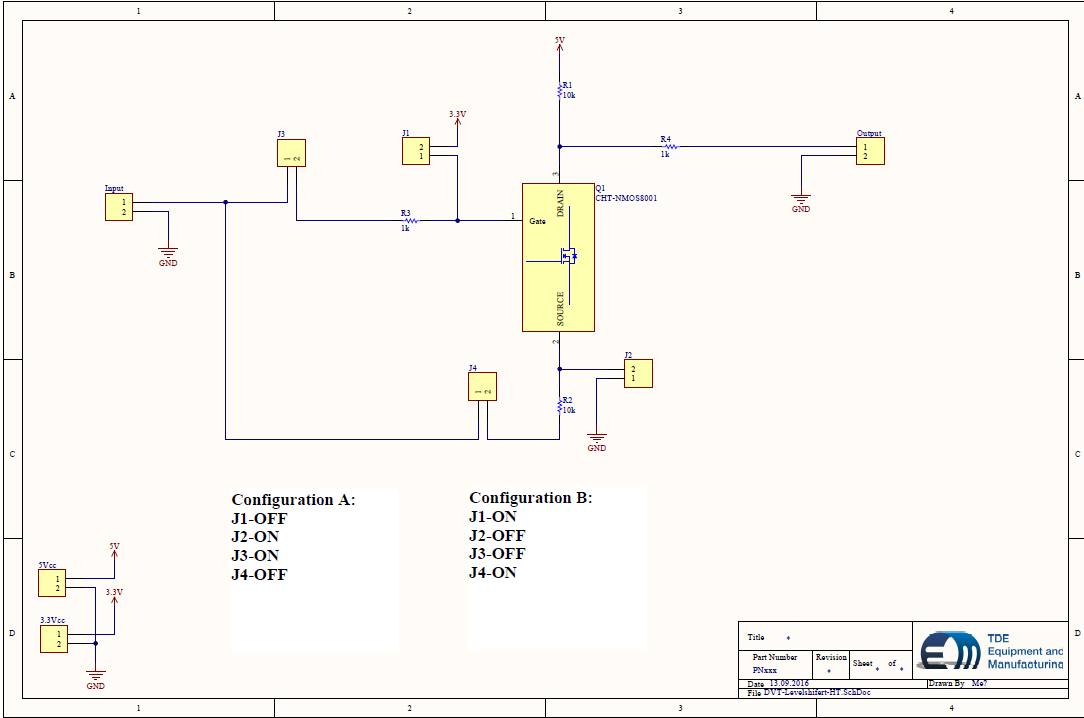 1 2 3 4
A A
5V
R1
10k
3.3V
J3
1 2
J1
2
1
R4
1k
Output
1
2
GND
3
Q1
CHT-NMOS8001
DRAIN
Input
1
2
GND
R3
1k
1
Gate
SOURCE
2
B B
J2
2
1
J4
1 2
R2
10k
GND
C C
Configuration A:
J1-OFF
J2-ON
J3-ON
J4-OFF
Configuration B:
J1-ON
J2-OFF
J3-OFF
J4-ON
5V
5Vcc
1
2
3.3V
3.3Vcc
1
2
GND
D D
Title *
Part Number
PNxxx
Revision
*
Sheet * of *
TDE
Equipment and
Manufacturing
Date 13.09.2016
Drawn By Me?
File DVT-Levelshifert-HT.SchDoc
1 2 3 4